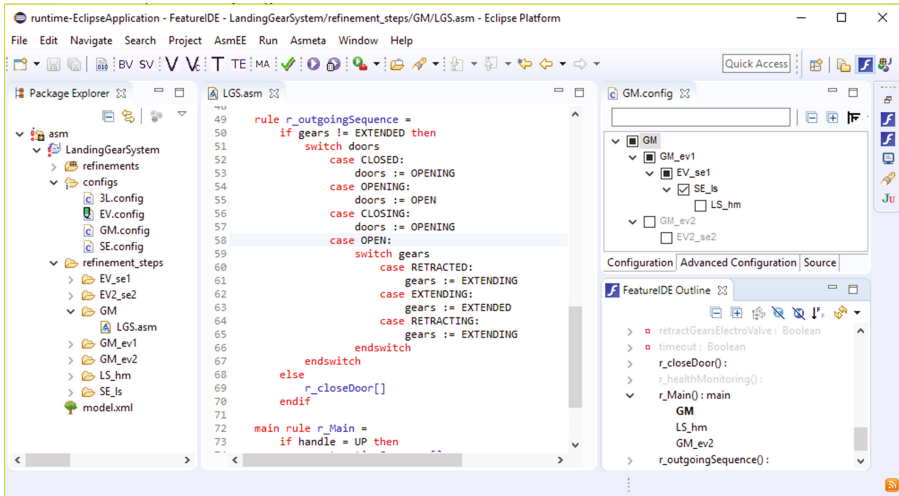 runtime-EclipseApplication - FeatureIDE - LandingGearSystem/refinement_steps/GM/LGS.asm - Eclipse Platform
File Edit Navigate Search Project AsmEE Run Asmeta Window Help
BV SV T TE MA
Quick Access
Package Explorer
asm
LandingGearSystem
refinements
configs
3L.config
EV.config
GM.config
SE.config
refinement_steps
EV_se1
EV2_se2
GM
LGS.asm
GM_ev1
GM_ev2
LS_hm
SE_ls
model.xml
LGS.asm
48
49 rule r_outgoingSequence =
50 if gears != EXTENDED then
51 switch doors
52 case CLOSED:
53 doors := OPENING
54 case OPENING:
55 doors := OPEN
56 case CLOSING:
57 doors := OPENING
58 case OPEN:
59 switch gears
60 case RETRACTED:
61 gears := EXTENDING
62 case EXTENDING:
63 gears := EXTENDED
64 case RETRACTING:
65 gears := EXTENDING
66 endswitch
67 endswitch
68 else
69 r_closeDoor[]
70 endif
71
72 main rule r_Main =
73 if handle = UP then
GM.config
GM
GM_ev1
EV_se1
SE_ls
LS_hm
GM_ev2
EV2_se2
Configuration Advanced Configuration Source
FeatureIDE Outline
retractGearsElectroValve : Boolean
timeout : Boolean
r_closeDoor() :
r_healthMonitoring() :
r_Main() : main
GM
LS_hm
GM_ev2
r_outgoingSequence() :
Ju